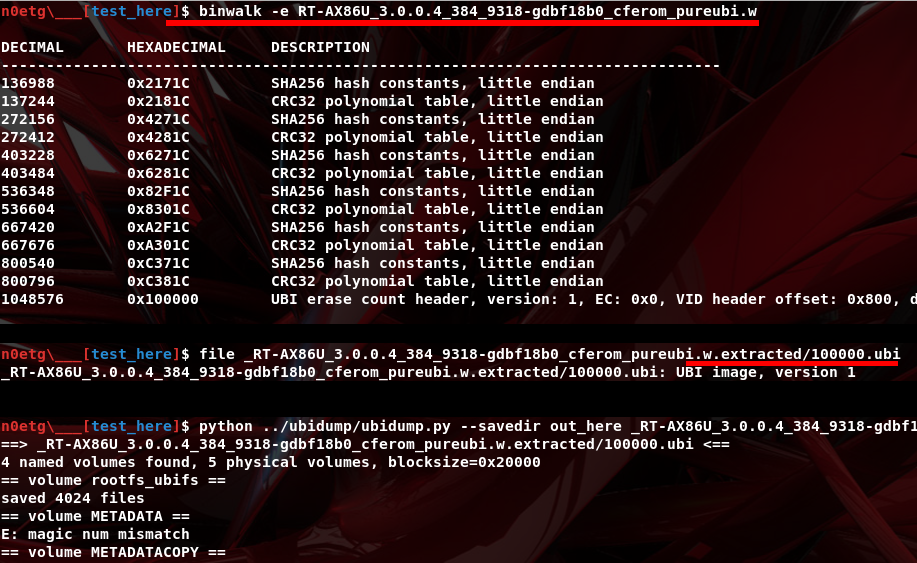 n0etg\___[test_here]$ binwalk -e RT-AX86U_3.0.0.4_384_9318-gdbf18b0_cferom_pureubi.w
DECIMAL       HEXADECIMAL     DESCRIPTION
--------------------------------------------------------------------------------
136988        0x2171C         SHA256 hash constants, little endian
137244        0x2181C         CRC32 polynomial table, little endian
272156        0x4271C         SHA256 hash constants, little endian
272412        0x4281C         CRC32 polynomial table, little endian
403228        0x6271C         SHA256 hash constants, little endian
403484        0x6281C         CRC32 polynomial table, little endian
536348        0x82F1C         SHA256 hash constants, little endian
536604        0x8301C         CRC32 polynomial table, little endian
667420        0xA2F1C         SHA256 hash constants, little endian
667676        0xA301C         CRC32 polynomial table, little endian
800540        0xC371C         SHA256 hash constants, little endian
800796        0xC381C         CRC32 polynomial table, little endian
1048576       0x100000        UBI erase count header, version: 1, EC: 0x0, VID header offset: 0x800, d
n0etg\___[test_here]$ file _RT-AX86U_3.0.0.4_384_9318-gdbf18b0_cferom_pureubi.w.extracted/100000.ubi
_RT-AX86U_3.0.0.4_384_9318-gdbf18b0_cferom_pureubi.w.extracted/100000.ubi: UBI image, version 1
n0etg\___[test_here]$ python ../ubidump/ubidump.py --savedir out_here _RT-AX86U_3.0.0.4_384_9318-gdbf1
==> _RT-AX86U_3.0.0.4_384_9318-gdbf18b0_cferom_pureubi.w.extracted/100000.ubi <==
4 named volumes found, 5 physical volumes, blocksize=0x20000
== volume rootfs_ubifs ==
saved 4024 files
== volume METADATA ==
E: magic num mismatch
== volume METADATACOPY ==